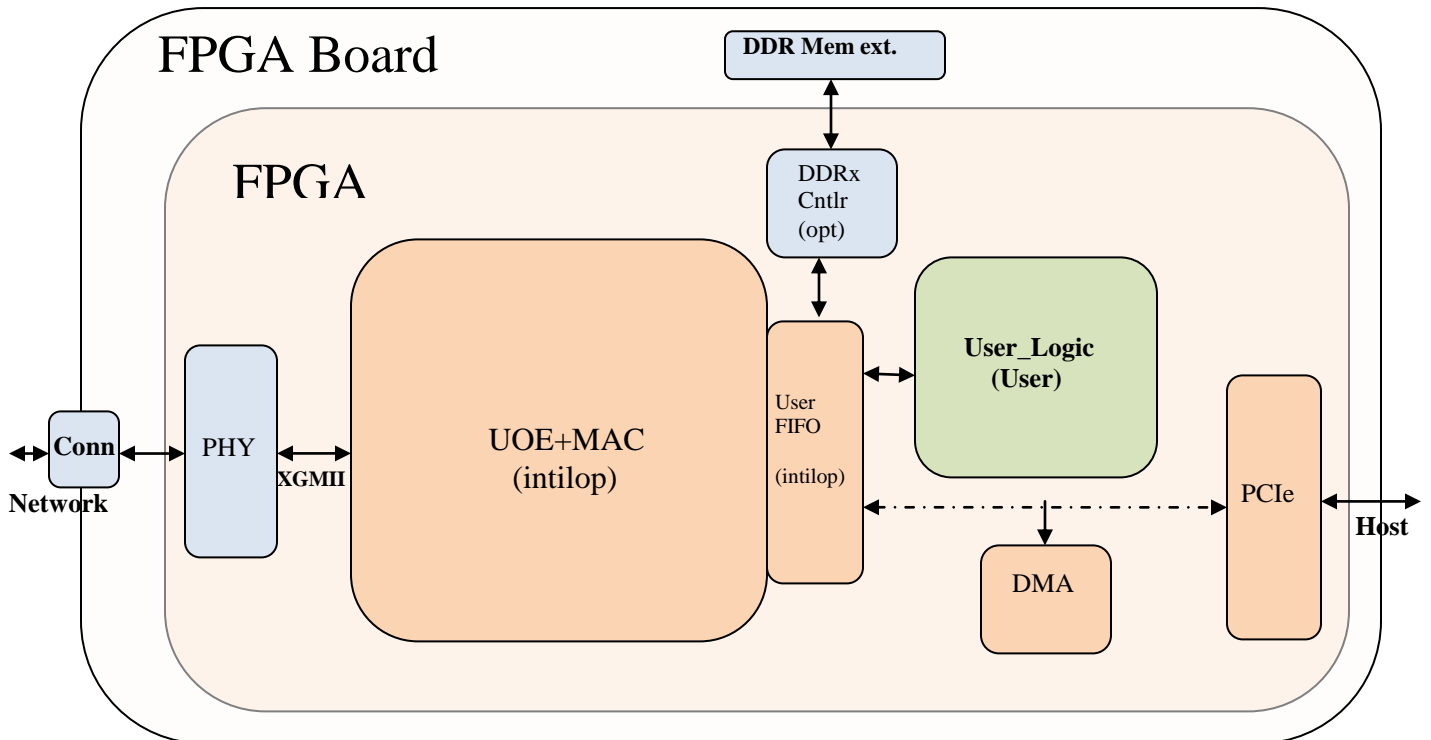 FPGA Board
DDR Mem ext.
FPGA
DDRx
Cntlr
(opt)
User_Logic
(User)
User
FIFO
(intilop)
UOE+MAC
(intilop)
Conn
PHY
XGMII
Network
PCIe
Host
DMA